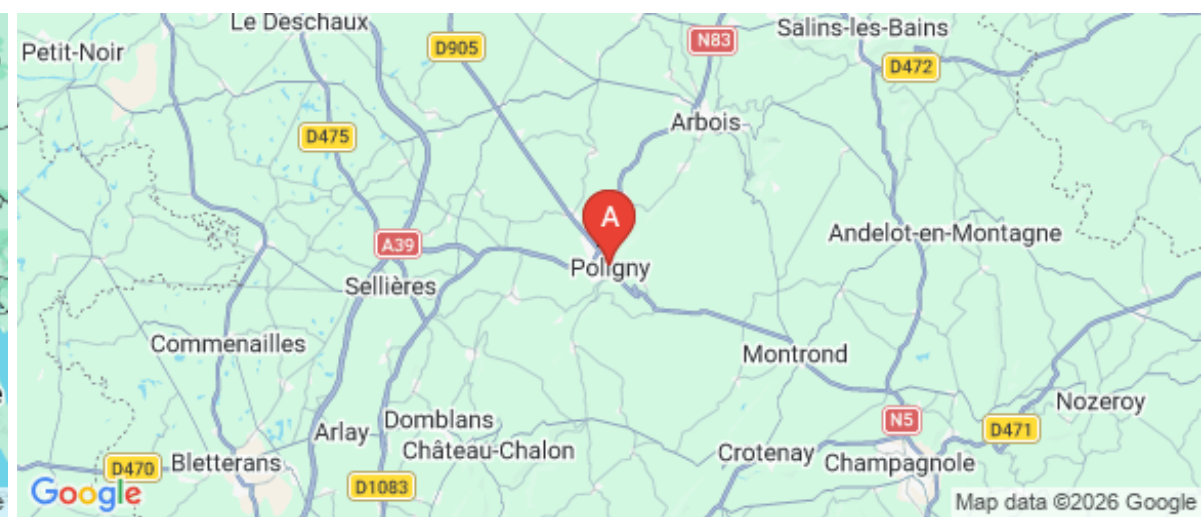 Le Deschaux
Salins-les-Bains
N83
D905
Petit-Noir
D472
Arbois
D475
A
Andelot-en-Montagne
A39
Poligny
Sellières
Commenailles
Montrond
Nozeroy
Domblans
N5
D471
Arlay
Château-Chalon
Crotenay
Champagnole
Bletterans
D470
D1083
Google
Map data ©2026 Google